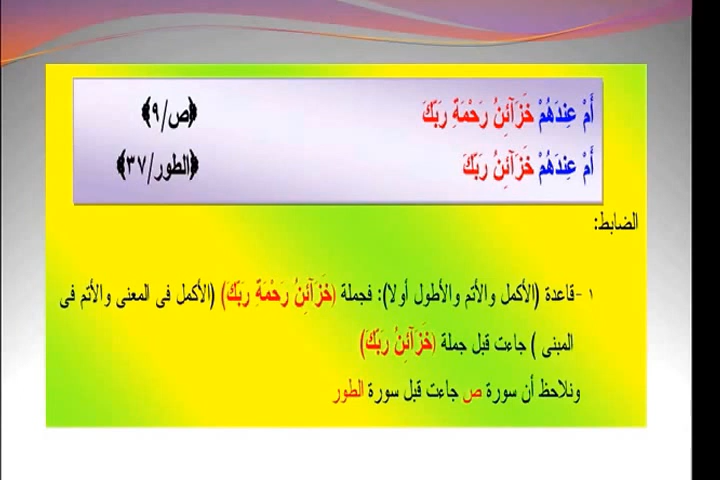 أَمْ عِندَهُمْ خَزَآئِنُ رَحْمَةِ رَبِّكَ ﴿ص/٩﴾
أَمْ عِندَهُمْ خَزَآئِنُ رَبِّكَ ﴿الطور/٣٧﴾
الضابط:
١ -قاعدة (الأكمل والأتم والأطول أولا): فجملة (خَزَآئِنُ رَحْمَةِ رَبِّكَ) (الأكمل فى المعنى والأتم فى
المبنى ) جاءت قبل جملة (خَزَآئِنُ رَبِّكَ)
ونلاحظ أن سورة ص جاءت قبل سورة الطور